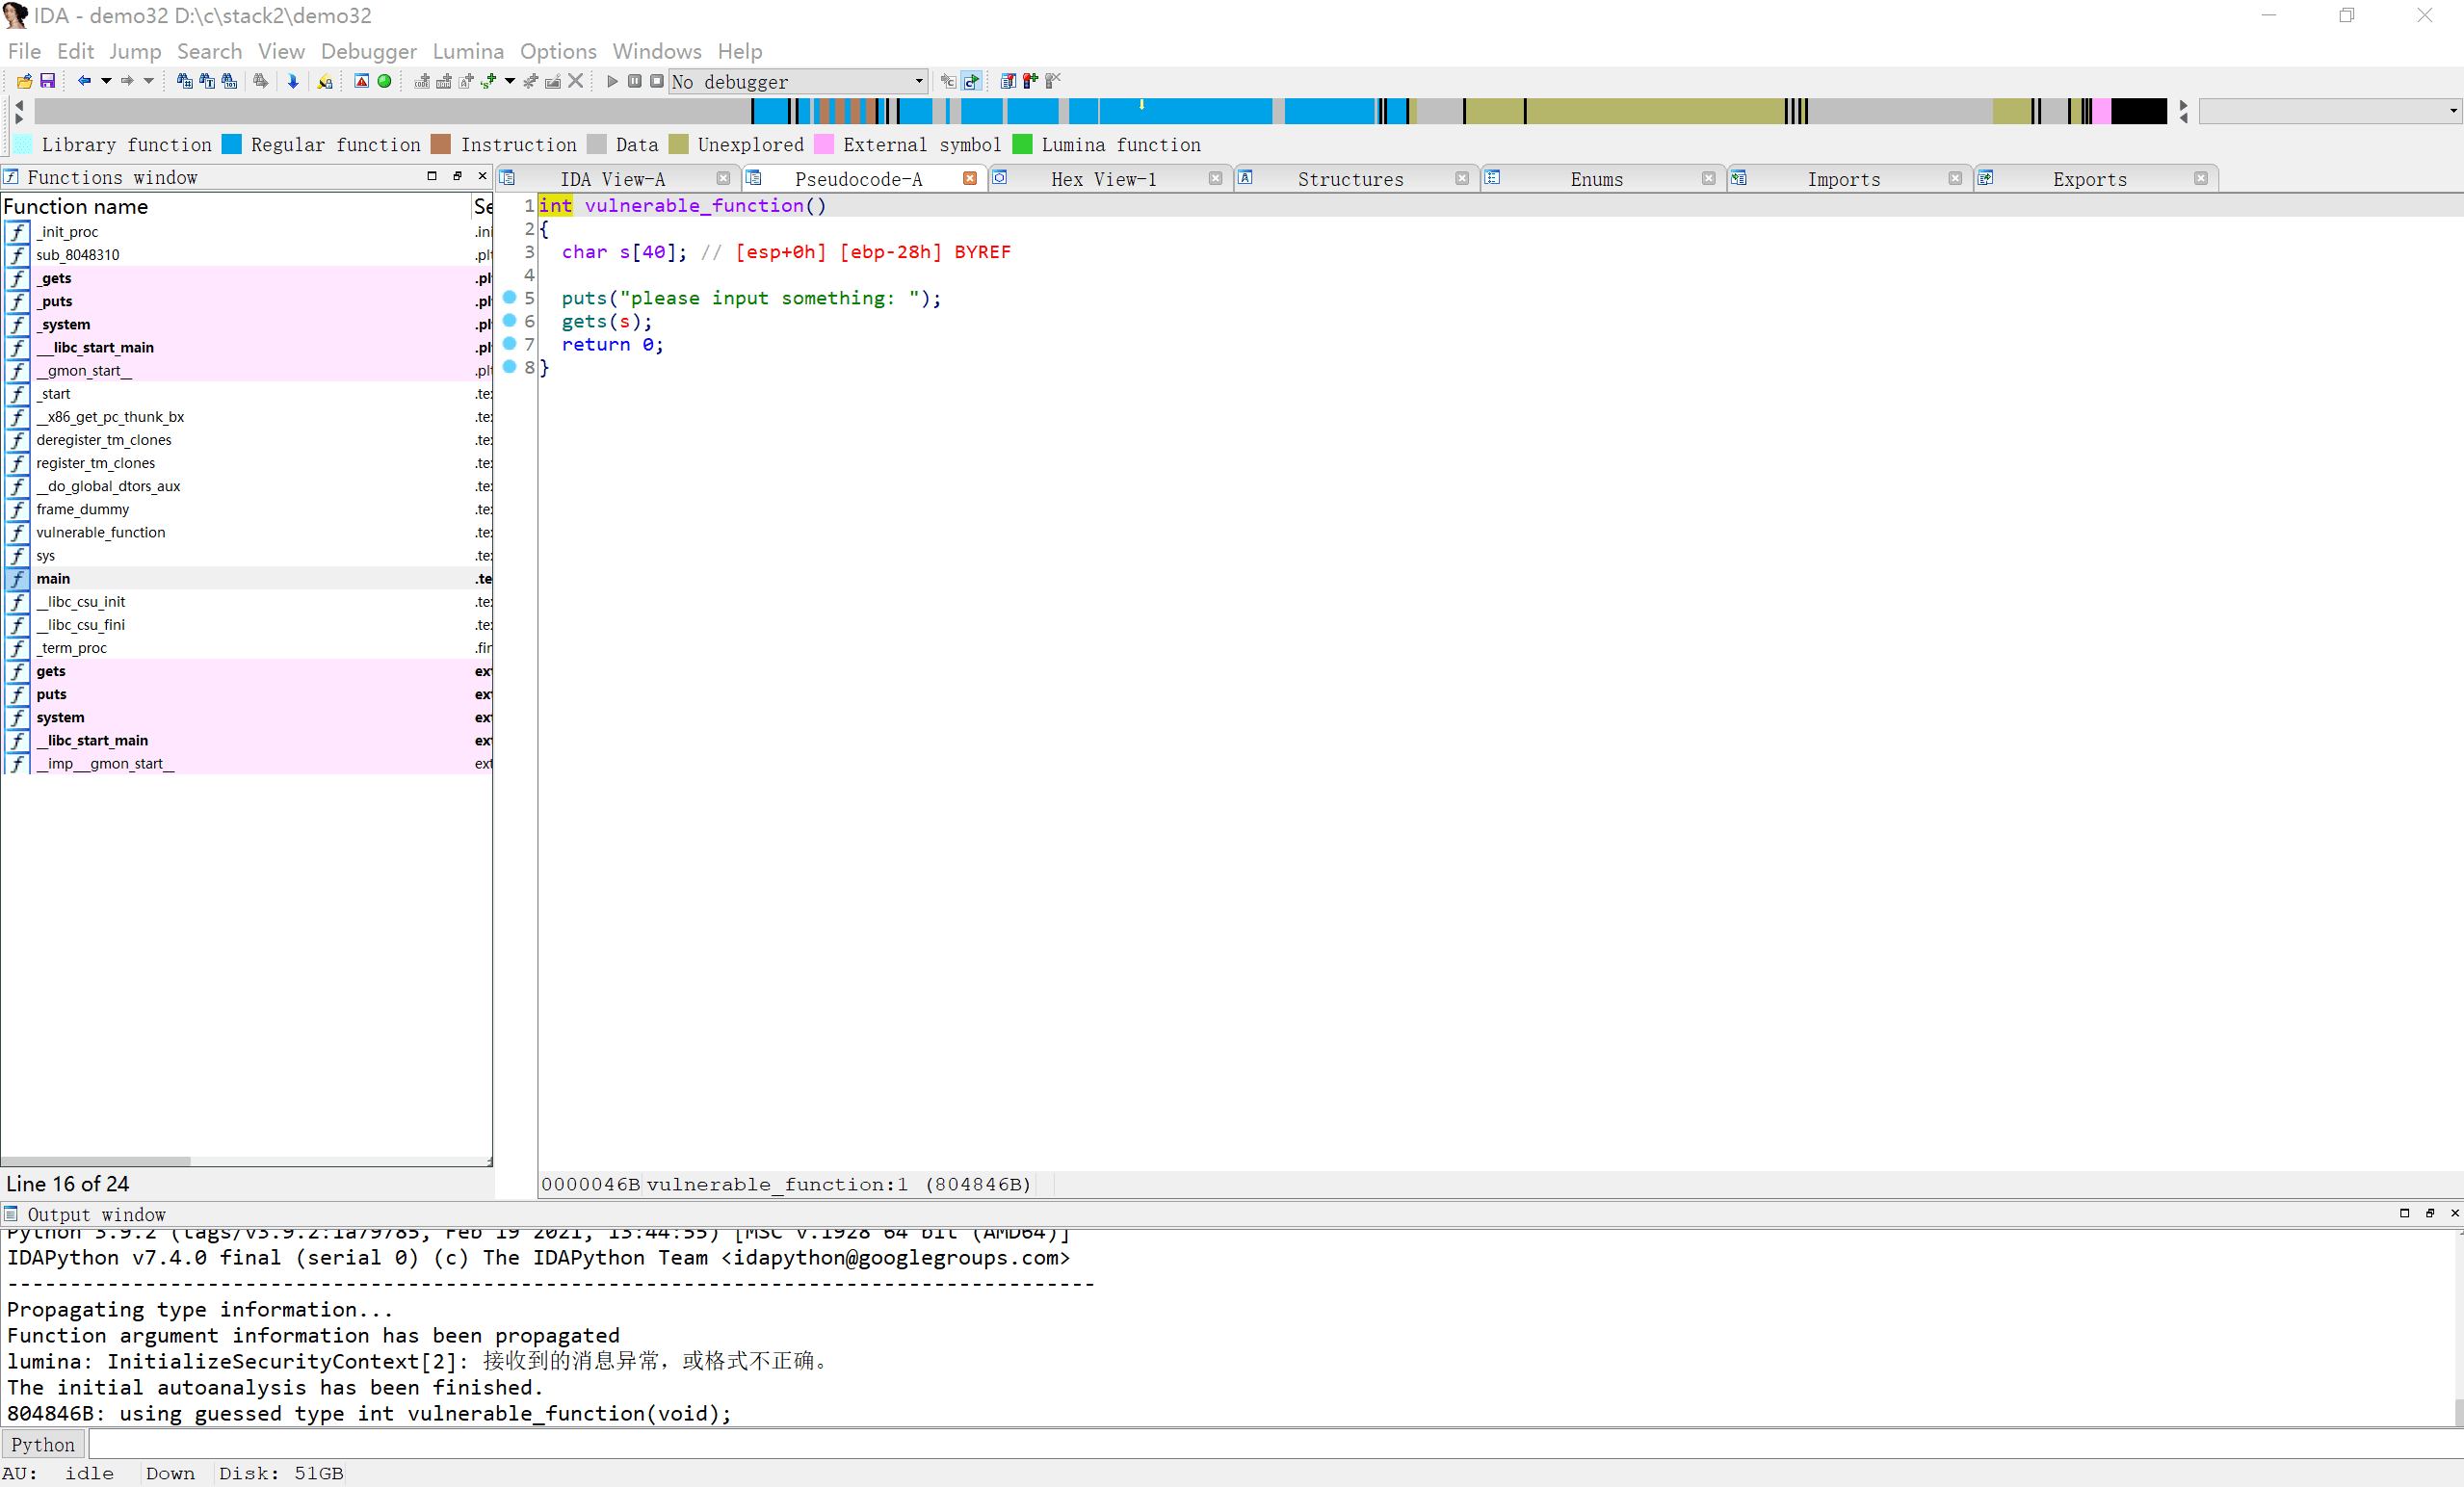 IDA - demo32 D:\c\stack2\demo32
File Edit Jump Search View Debugger Lumina Options Windows Help
No debugger
Library function Regular function Instruction Data Unexplored External symbol Lumina function
Functions window
IDA View-A Pseudocode-A Hex View-1 Structures Enums Imports Exports
Function name Se
_init_proc .ini
sub_8048310 .plt
_gets .pl
_puts .pl
_system .pl
__libc_start_main .pl
__gmon_start__ .plt
_start .te
__x86_get_pc_thunk_bx .te
deregister_tm_clones .te
register_tm_clones .te
__do_global_dtors_aux .te
frame_dummy .te
vulnerable_function .te
sys .te
main .te
__libc_csu_init .te
__libc_csu_fini .te
_term_proc .fin
gets ext
puts ext
system ext
__libc_start_main ext
__imp___gmon_start__ ext
Line 16 of 24
1 int vulnerable_function()
2 {
3 char s[40]; // [esp+0h] [ebp-28h] BYREF
4
5 puts("please input something: ");
6 gets(s);
7 return 0;
8 }
0000046B vulnerable_function:1 (804846B)
Output window
Python 3.9.2 (tags/v3.9.2:1a79785, Feb 19 2021, 13:44:55) [MSC v.1928 64 bit (AMD64)]
IDAPython v7.4.0 final (serial 0) (c) The IDAPython Team <idapython@googlegroups.com>
---------------------------------------------------------------------------------------
Propagating type information...
Function argument information has been propagated
lumina: InitializeSecurityContext[2]: 接收到的消息异常，或格式不正确。
The initial autoanalysis has been finished.
804846B: using guessed type int vulnerable_function(void);
Python
AU: idle Down Disk: 51GB